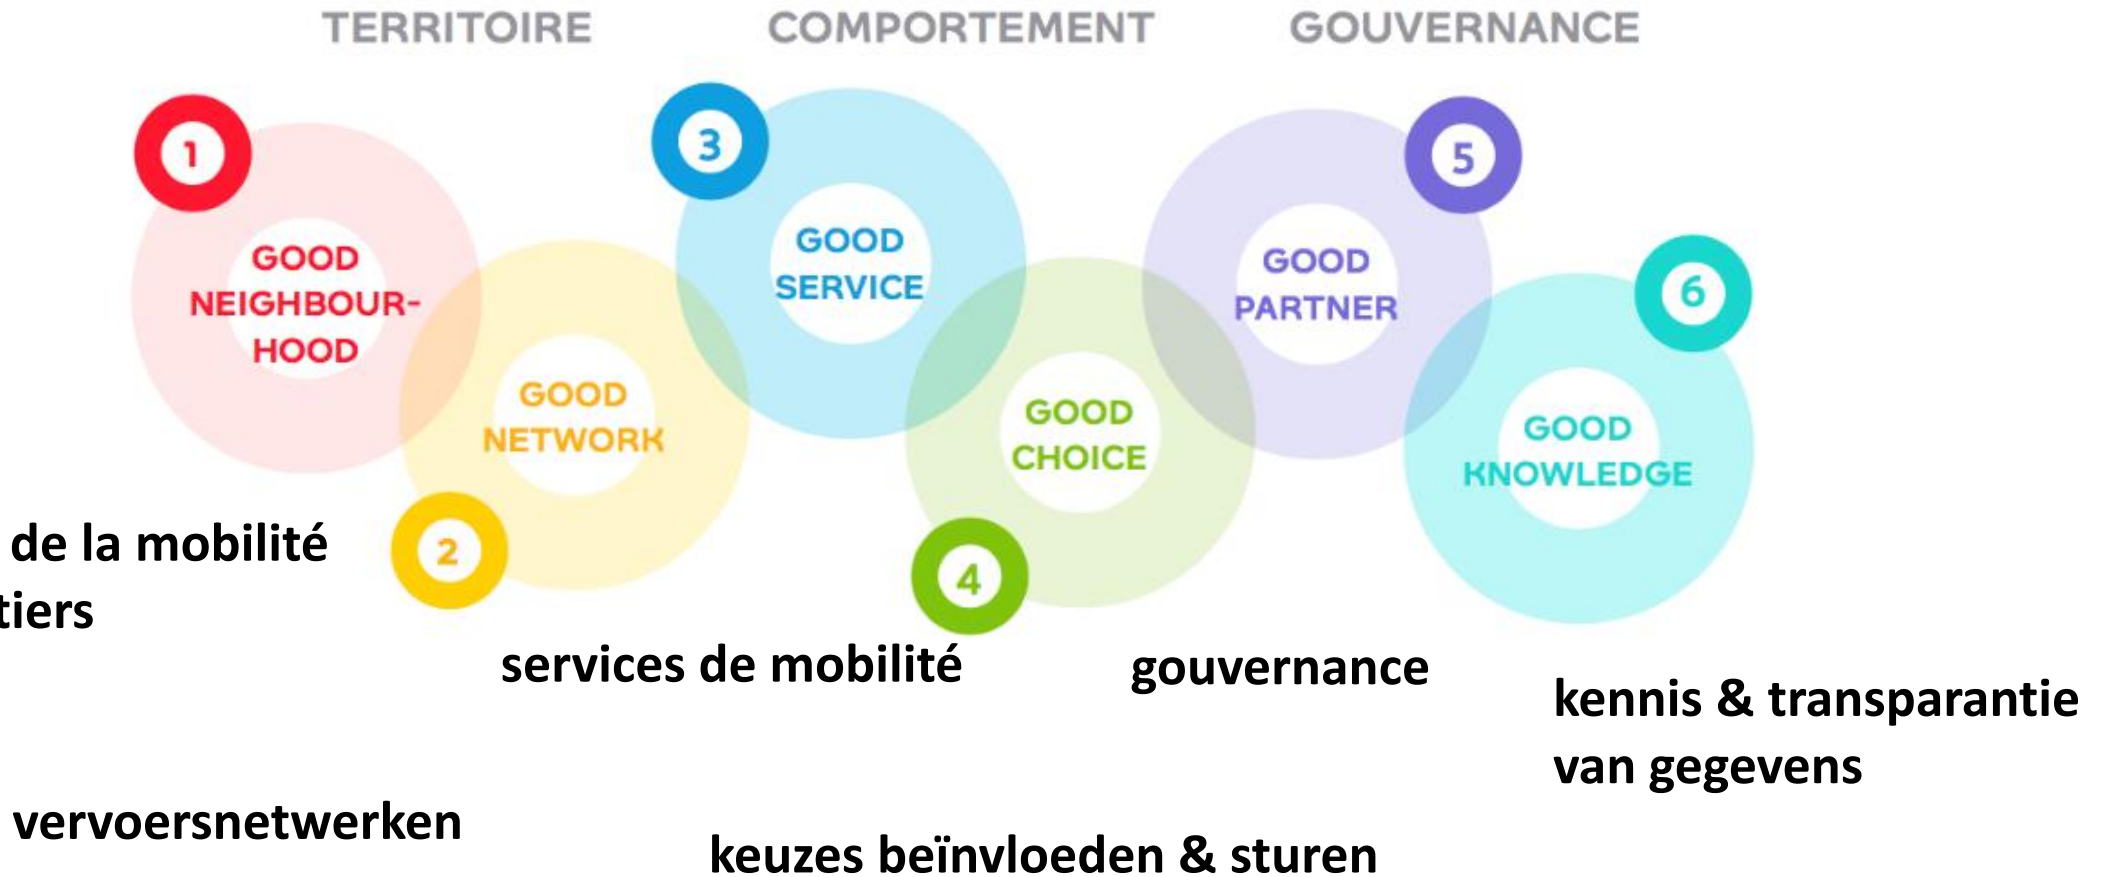 TERRITOIRE COMPORTEMENT GOUVERNANCE
1
GOOD
NEIGHBOUR-
HOOD
2
GOOD
NETWORK
3
GOOD
SERVICE
4
GOOD
CHOICE
5
GOOD
PARTNER
6
GOOD
KNOWLEDGE
de la mobilité
tiers
services de mobilité
gouvernance
kennis & transparantie
van gegevens
vervoersnetwerken
keuzes beïnvloeden & sturen